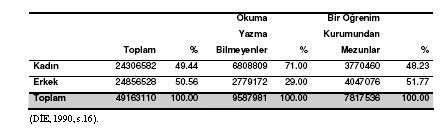 Okuma Bir Öğrenim
Yazma Kurumundan
Toplam % Bilmeyenler % Mezunlar %
Kadın 24306582 49.44 6808809 71.00 3770460 48.23
Erkek 24856528 50.56 2779172 29.00 4047076 51.77
Toplam 49163110 100.00 9587981 100.00 7817536 100.00
(DİE, 1990, s.16).